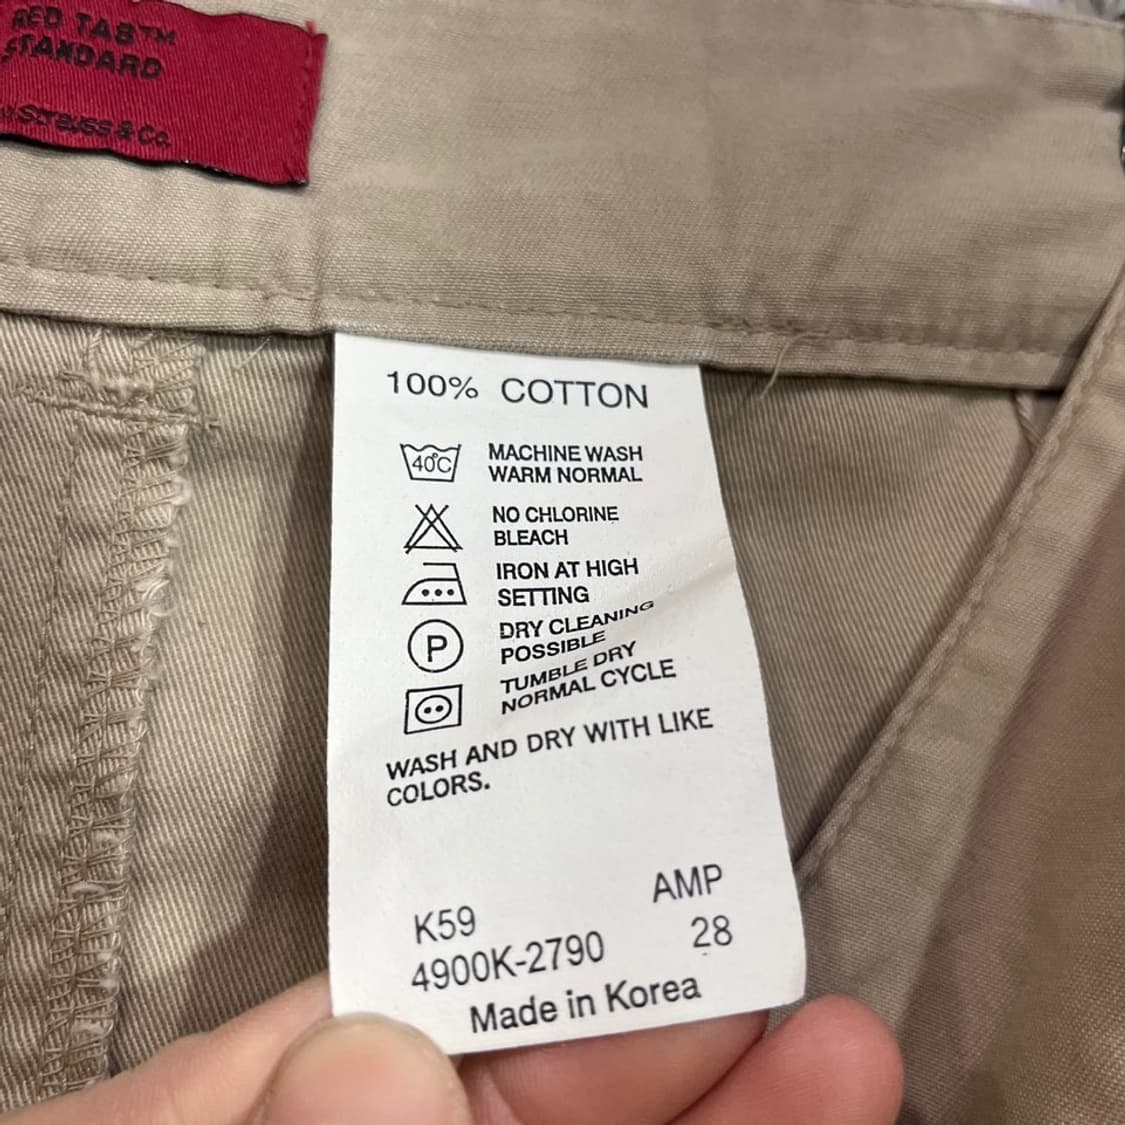 RED TAB™
STANDARD
Strauss & Co.
100% COTTON
40℃ MACHINE WASH
WARM NORMAL
NO CHLORINE
BLEACH
IRON AT HIGH
SETTING
P DRY CLEANING
POSSIBLE
TUMBLE DRY
NORMAL CYCLE
WASH AND DRY WITH LIKE
COLORS.
AMP
K59
28
4900K-2790
Made in Korea